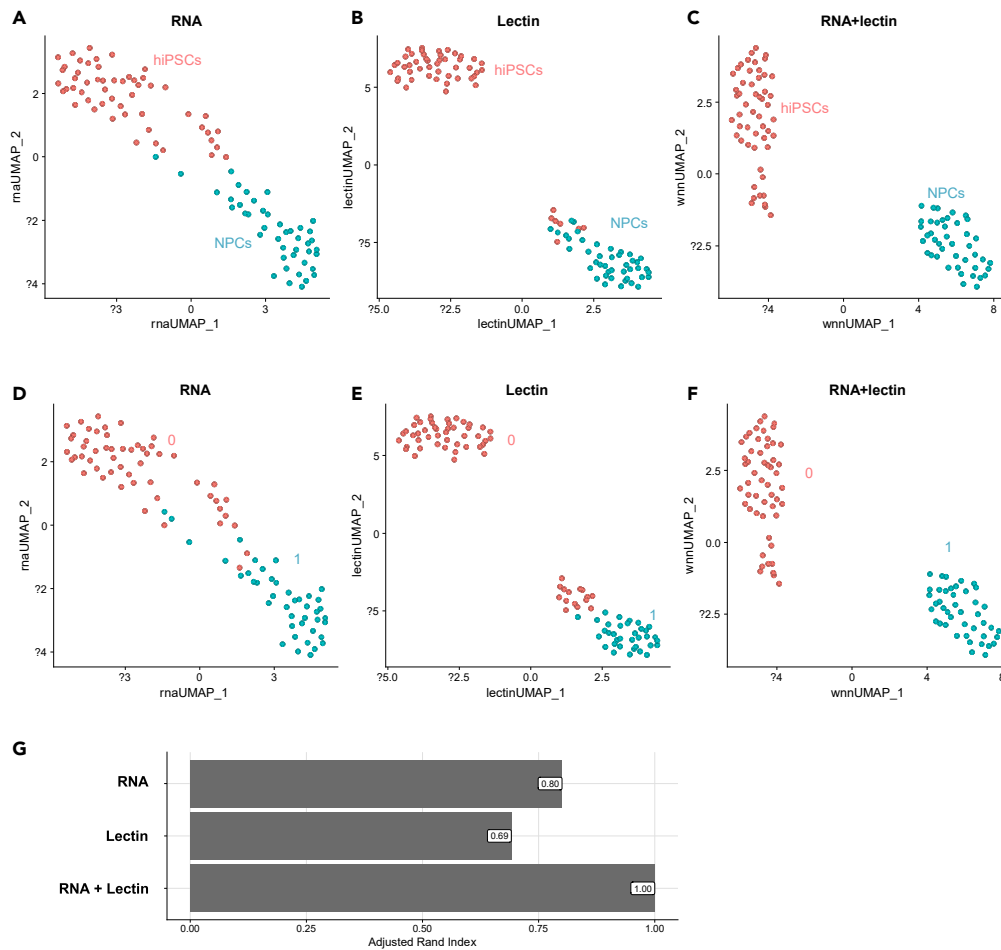 A
RNA
hiPSCs
NPCs
2
0
?2
?4
?3
0
3
rnaUMAP_2
rnaUMAP_1
B
Lectin
hiPSCs
5
0
?5
?5.0
?2.5
0.0
2.5
lectinUMAP_2
lectinUMAP_1
C
RNA+lectin
hiPSCs
NPCs
2.5
0.0
?2.5
?4
0
4
8
wnnUMAP_2
wnnUMAP_1
D
RNA
0
1
2
0
?2
?4
?3
0
3
rnaUMAP_2
rnaUMAP_1
E
Lectin
0
1
5
0
?5
?5.0
?2.5
0.0
2.5
lectinUMAP_2
lectinUMAP_1
F
RNA+lectin
0
1
2.5
0.0
?2.5
?4
0
4
8
wnnUMAP_2
wnnUMAP_1
G
RNA
0.80
Lectin
0.69
RNA + Lectin
1.00
0.00
0.25
0.50
0.75
1.00
Adjusted Rand Index